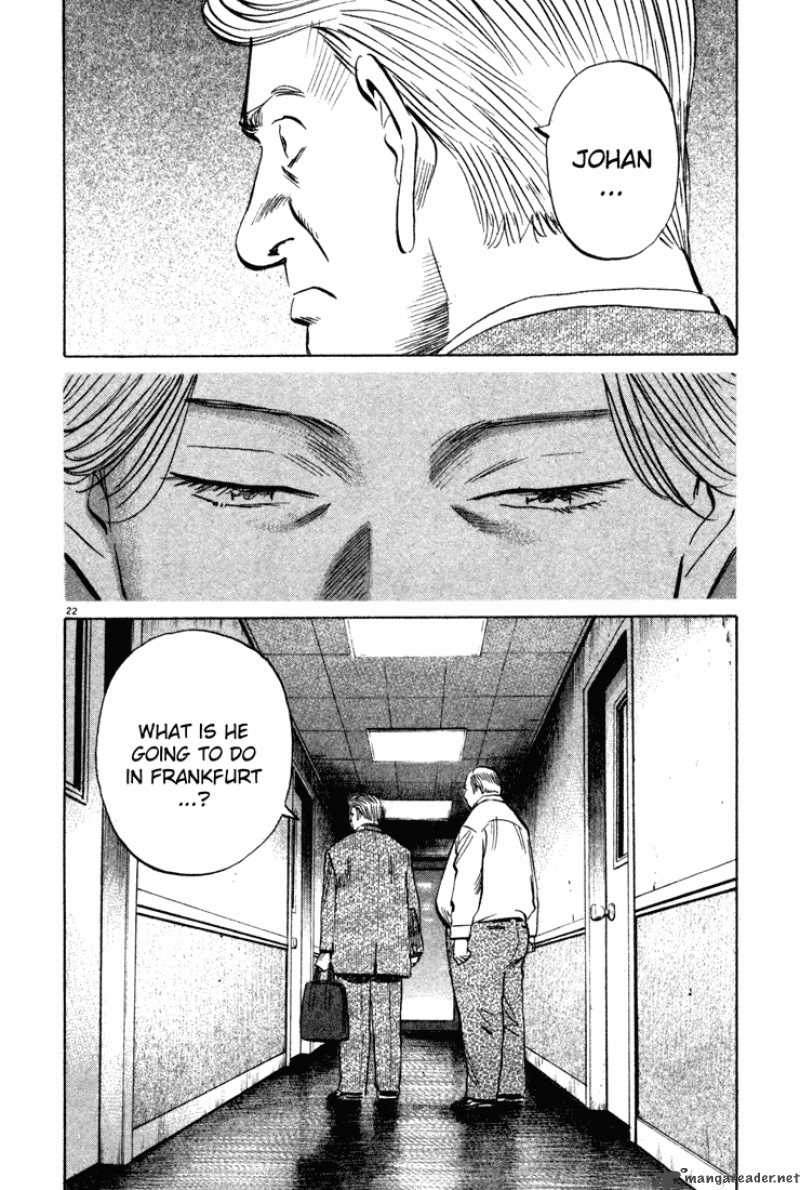 JOHAN
...
22
WHAT IS HE
GOING TO DO
IN FRANKFURT
...?
mangareader.net